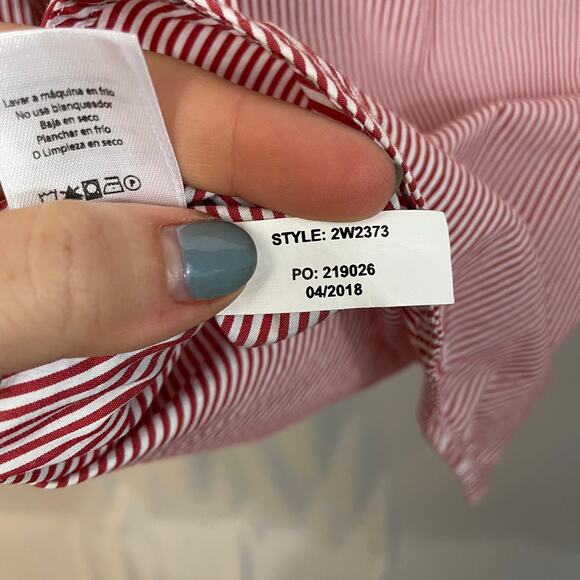 Lavar a máquina en frío
No usa blanqueador
Baja en seco
Planchar en frío
O Limpieza en seco
P
STYLE: 2W2373
PO: 219026
04/2018